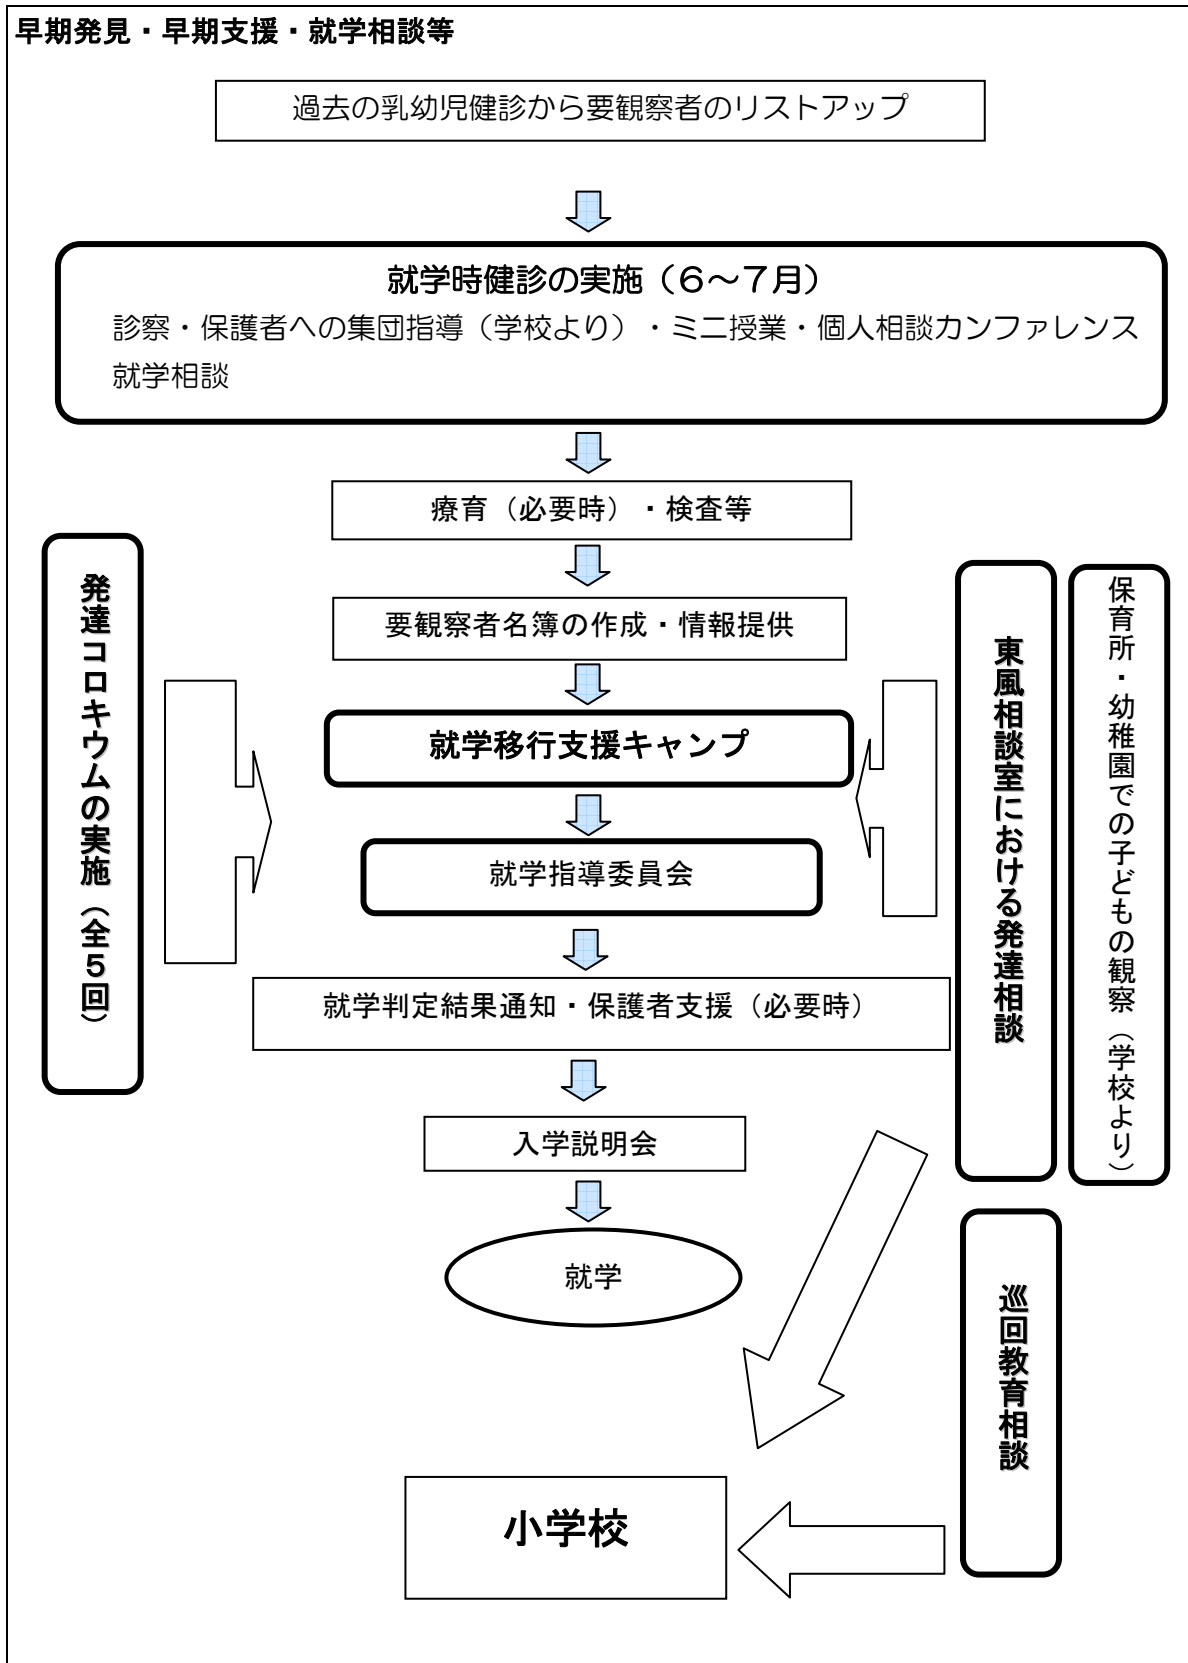 早期発見・早期支援・就学相談等
過去の乳幼児健診から要観察者のリストアップ
就学時健診の実施（６～７月）
診察・保護者への集団指導（学校より）・ミニ授業・個人相談カンファレンス
就学相談
療育（必要時）・検査等
要観察者名簿の作成・情報提供
就学移行支援キャンプ
就学指導委員会
就学判定結果通知・保護者支援（必要時）
入学説明会
就学
発達コロキウムの実施（全５回）
東風相談室における発達相談
保育所・幼稚園での子どもの観察（学校より）
巡回教育相談
小学校